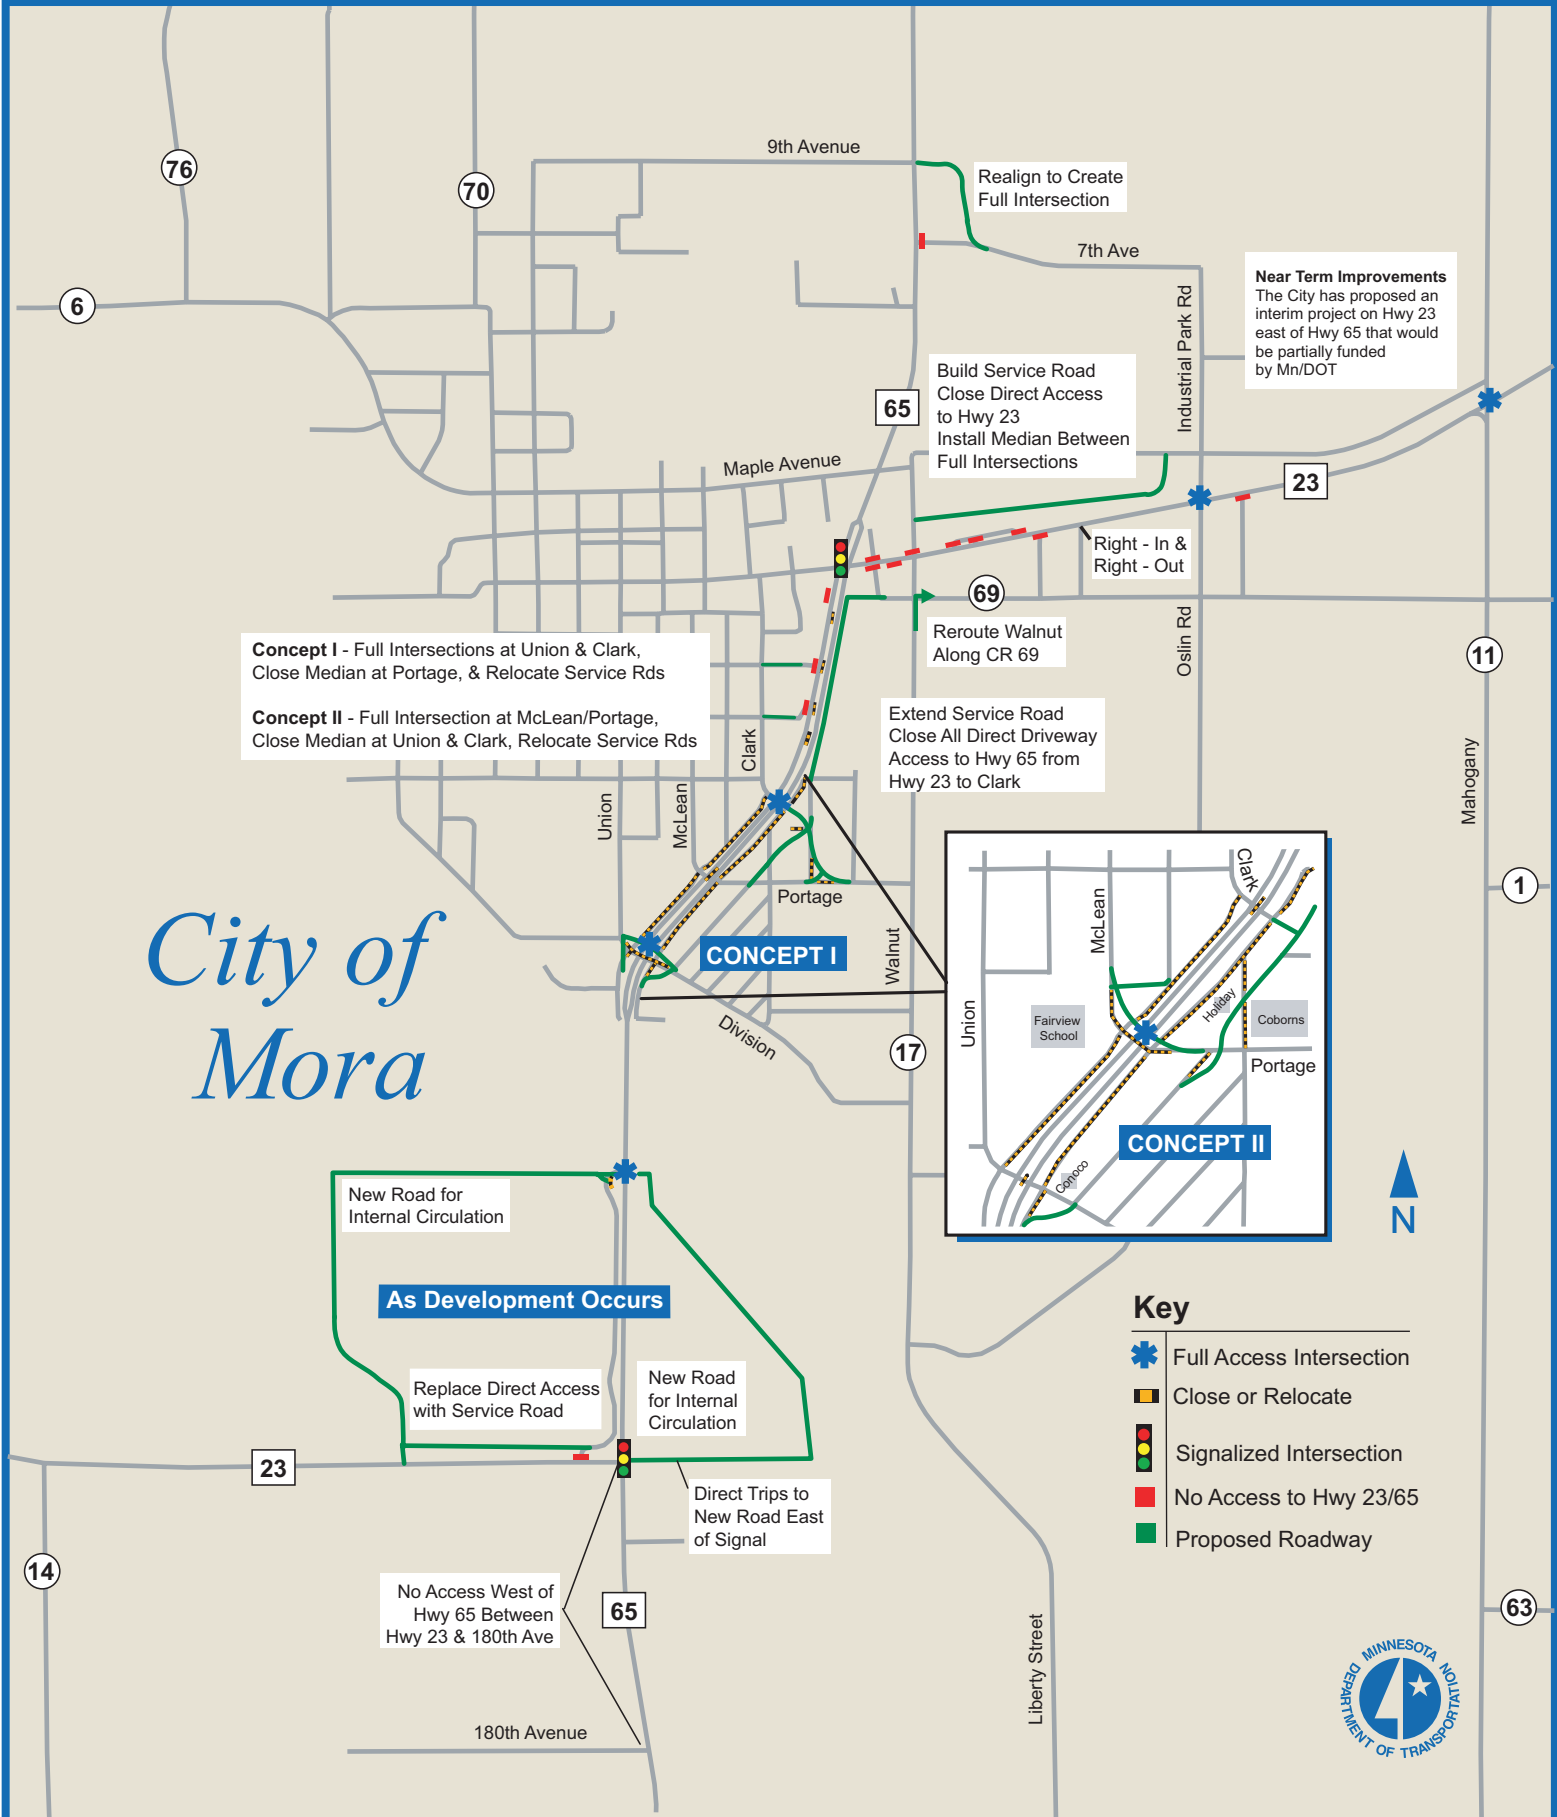 9th Avenue
76
70
Realign to Create
Full Intersection
7th Ave
6
Near Term Improvements
The City has proposed an
interim project on Hwy 23
east of Hwy 65 that would
be partially funded
by Mn/DOT
Industrial Park Rd
65
Build Service Road
Close Direct Access
to Hwy 23
Install Median Between
Full Intersections
Maple Avenue
23
Right - In &
Right - Out
69
Reroute Walnut
Along CR 69
Oslin Rd
11
Concept I - Full Intersections at Union & Clark,
Close Median at Portage, & Relocate Service Rds
Concept II - Full Intersection at McLean/Portage,
Close Median at Union & Clark, Relocate Service Rds
Extend Service Road
Close All Direct Driveway
Access to Hwy 65 from
Hwy 23 to Clark
Clark
Union
McLean
Mahogany
Portage
1
City of
Mora
CONCEPT I
Walnut
Division
17
Clark
McLean
Union
Fairview
School
Holiday
Coborns
Portage
CONCEPT II
Conoco
N
New Road for
Internal Circulation
As Development Occurs
Replace Direct Access
with Service Road
New Road
for Internal
Circulation
23
Direct Trips to
New Road East
of Signal
14
No Access West of
Hwy 65 Between
Hwy 23 & 180th Ave
65
180th Avenue
Liberty Street
Key
Full Access Intersection
Close or Relocate
Signalized Intersection
No Access to Hwy 23/65
Proposed Roadway
63
MINNESOTA
DEPARTMENT OF TRANSPORTATION